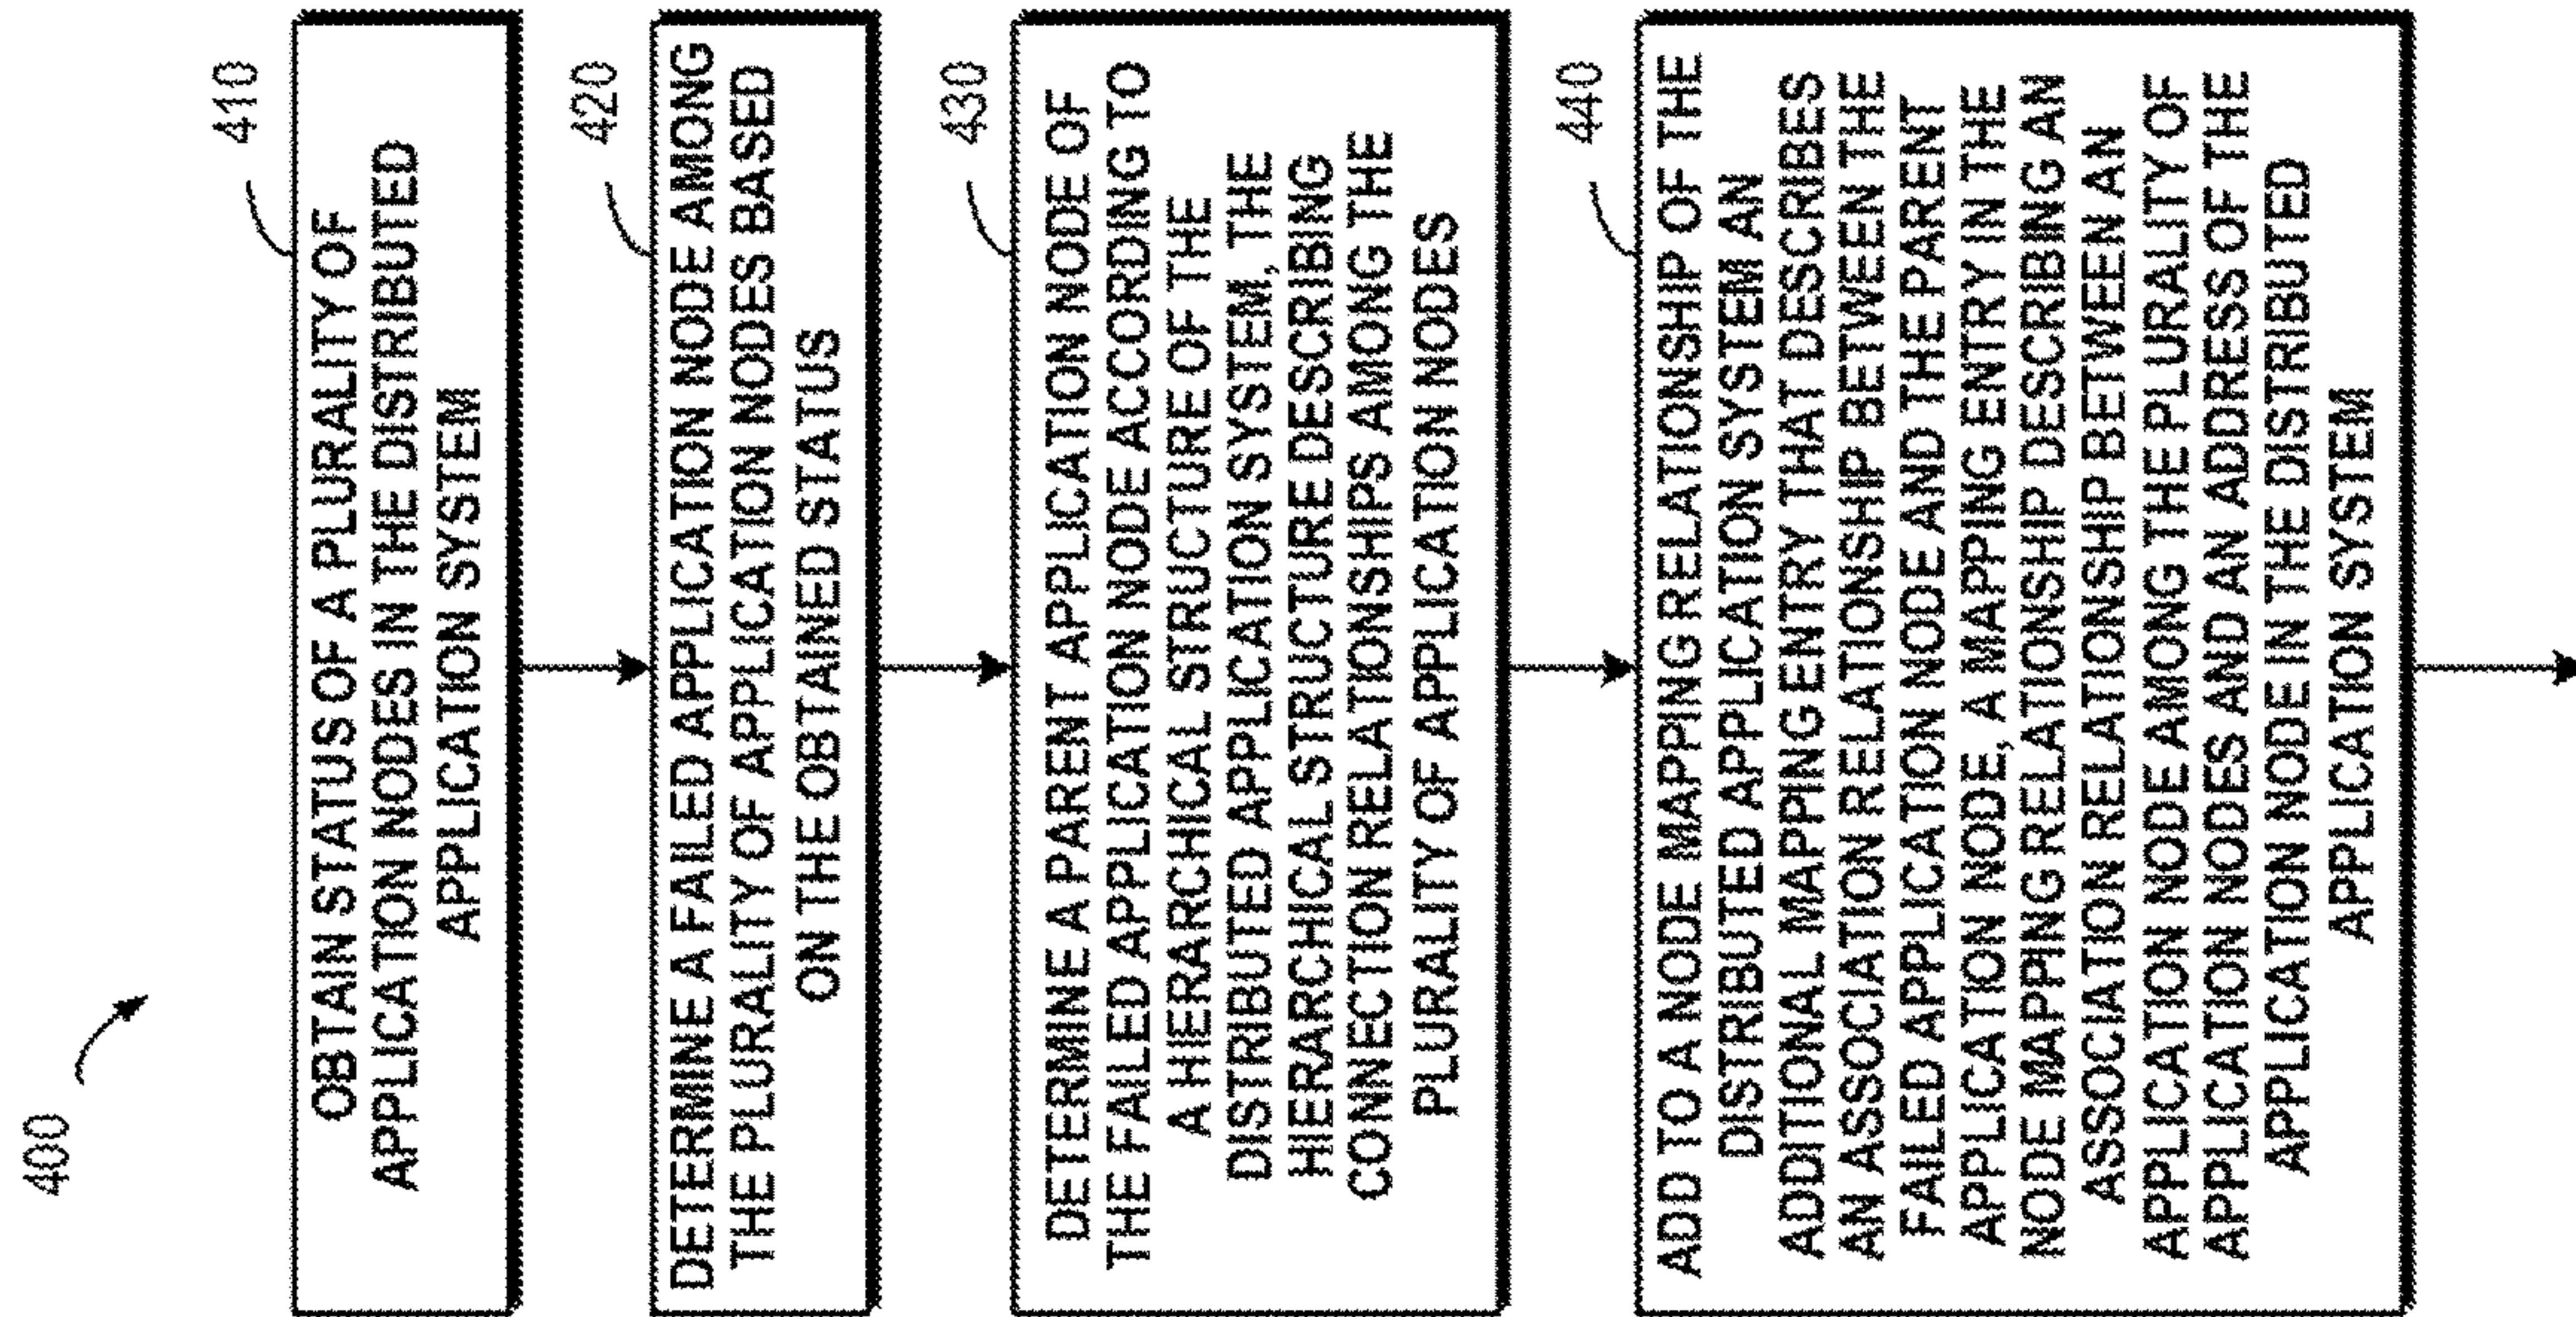 400
410
OBTAIN STATUS OF A PLURALITY OF
APPLICATION NODES IN THE DISTRIBUTED
APPLICATION SYSTEM
420
DETERMINE A FAILED APPLICATION NODE AMONG
THE PLURALITY OF APPLICATION NODES BASED
ON THE OBTAINED STATUS
430
DETERMINE A PARENT APPLICATION NODE OF
THE FAILED APPLICATION NODE ACCORDING TO
A HIERARCHICAL STRUCTURE OF THE
DISTRIBUTED APPLICATION SYSTEM, THE
HIERARCHICAL STRUCTURE DESCRIBING
CONNECTION RELATIONSHIPS AMONG THE
PLURALITY OF APPLICATION NODES
440
ADD TO A NODE MAPPING RELATIONSHIP OF THE
DISTRIBUTED APPLICATION SYSTEM AN
ADDITIONAL MAPPING ENTRY THAT DESCRIBES
AN ASSOCIATION RELATIONSHIP BETWEEN THE
FAILED APPLICATION NODE AND THE PARENT
APPLICATION NODE, A MAPPING ENTRY IN THE
NODE MAPPING RELATIONSHIP DESCRIBING AN
ASSOCIATION RELATIONSHIP BETWEEN AN
APPLICATION NODE AMONG THE PLURALITY OF
APPLICATION NODES AND AN ADDRESS OF THE
APPLICATION NODE IN THE DISTRIBUTED
APPLICATION SYSTEM